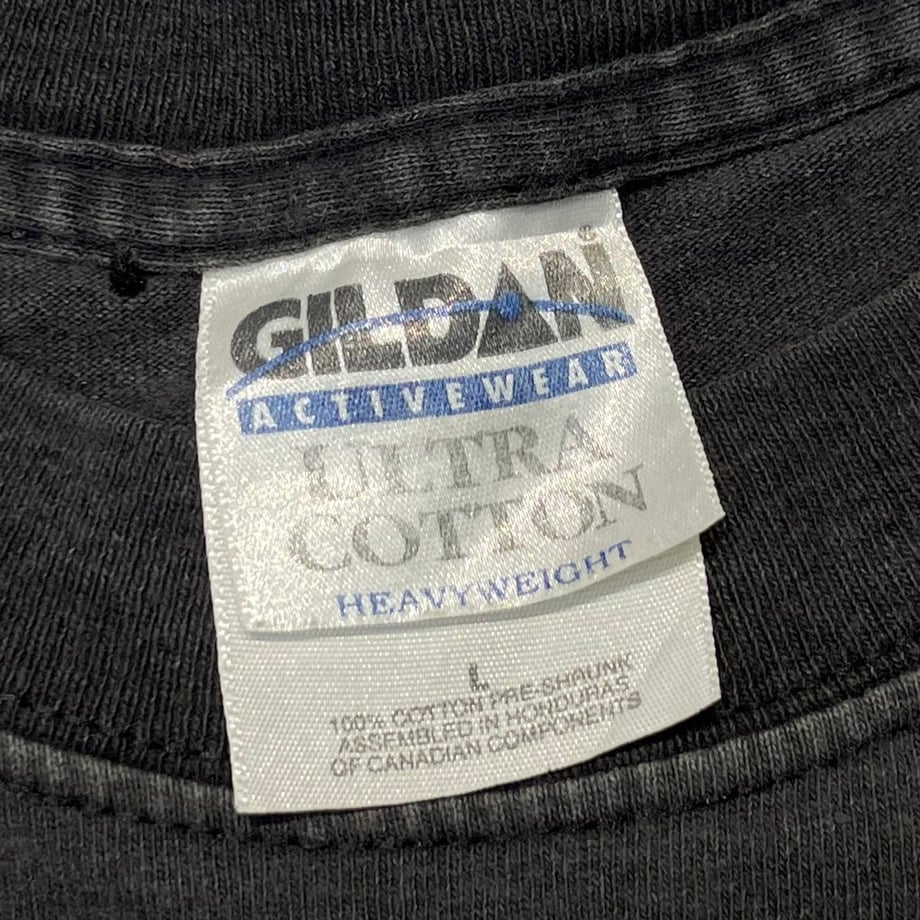 GILDAN®
ACTIVEWEAR
ULTRA
COTTON
HEAVYWEIGHT
L
100% COTTON PRE-SHRUNK
ASSEMBLED IN HONDURAS
OF CANADIAN COMPONENTS